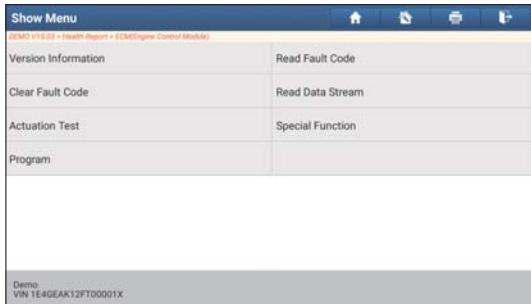 Show Menu
DEMO V15.03 > Health Report > ECM(Engine Control Module)
Version Information
Read Fault Code
Clear Fault Code
Read Data Stream
Actuation Test
Special Function
Program
Demo
VIN 1E4GEAK12FT00001X